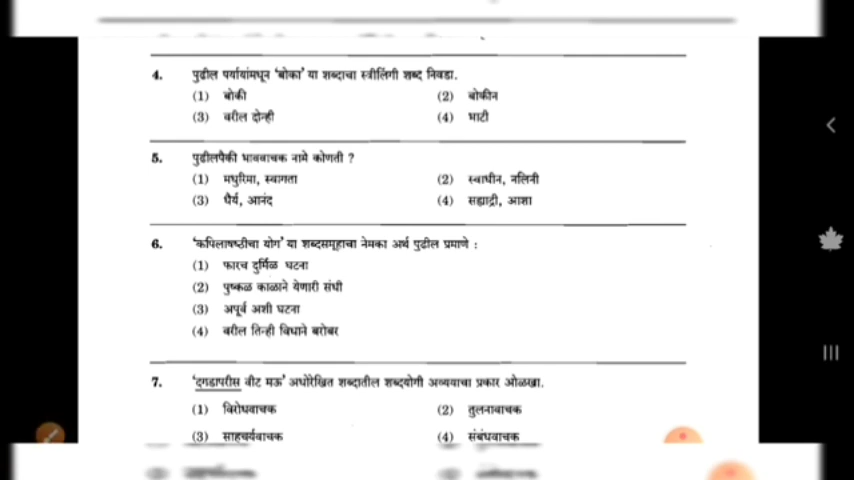 4. पुढील पर्यायांमधून 'बोका' या शब्दाचा स्त्रीलिंगी शब्द निवडा.
(1) बोकी (2) बोकीन
(3) वरील दोन्ही (4) भाटी
5. पुढीलपैकी भाववाचक नामे कोणती ?
(1) मधुरिमा, स्वागता (2) स्वाधीन, नलिनी
(3) धैर्य, आनंद (4) सह्याद्री, आशा
6. 'कपिलाषष्ठीचा योग' या शब्दसमूहाचा नेमका अर्थ पुढील प्रमाणे :
(1) फारच दुर्मिळ घटना
(2) पुष्कळ काळाने येणारी संधी
(3) अपूर्व अशी घटना
(4) वरील तिन्ही विधाने बरोबर
7. 'दगडापरीस वीट मऊ' अधोरेखित शब्दातील शब्दयोगी अव्ययाचा प्रकार ओळखा.
(1) विरोधवाचक (2) तुलनावाचक
(3) साहचर्यवाचक (4) संबंधवाचक